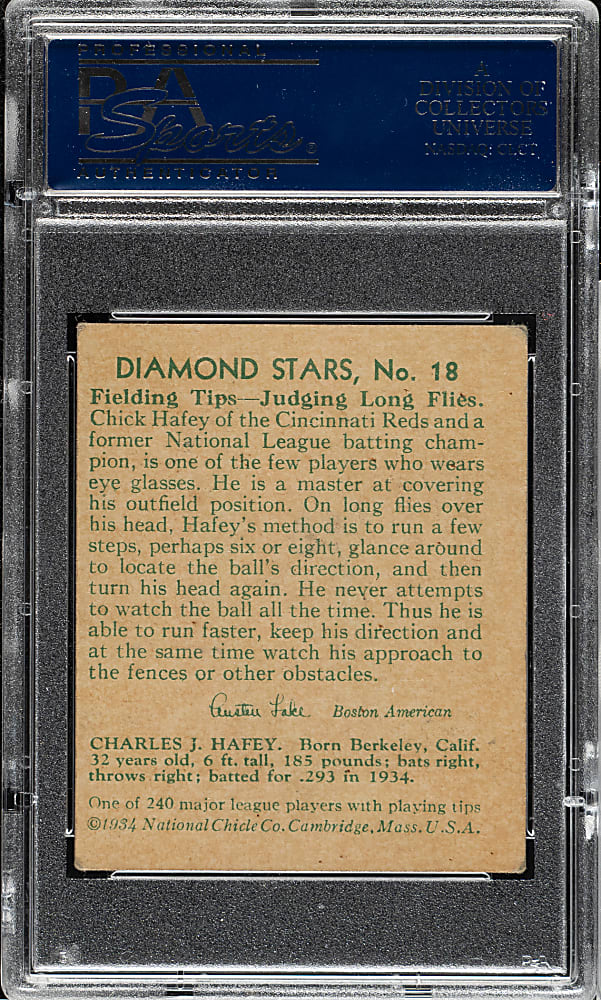 PROFESSIONAL
PSA
Sports®
AUTHENTICATOR
A
DIVISION OF
COLLECTORS
UNIVERSE
NASDAQ: CLCT
DIAMOND STARS, No. 18
Fielding Tips—Judging Long Flies.
Chick Hafey of the Cincinnati Reds and a
former National League batting cham-
pion, is one of the few players who wears
eye glasses. He is a master at covering
his outfield position. On long flies over
his head, Hafey's method is to run a few
steps, perhaps six or eight, glance around
to locate the ball's direction, and then
turn his head again. He never attempts
to watch the ball all the time. Thus he is
able to run faster, keep his direction and
at the same time watch his approach to
the fences or other obstacles.
Austen Lake Boston American
CHARLES J. HAFEY. Born Berkeley, Calif.
32 years old, 6 ft. tall, 185 pounds; bats right,
throws right; batted for .293 in 1934.
One of 240 major league players with playing tips
©1934 National Chicle Co. Cambridge, Mass. U.S.A.
PSA